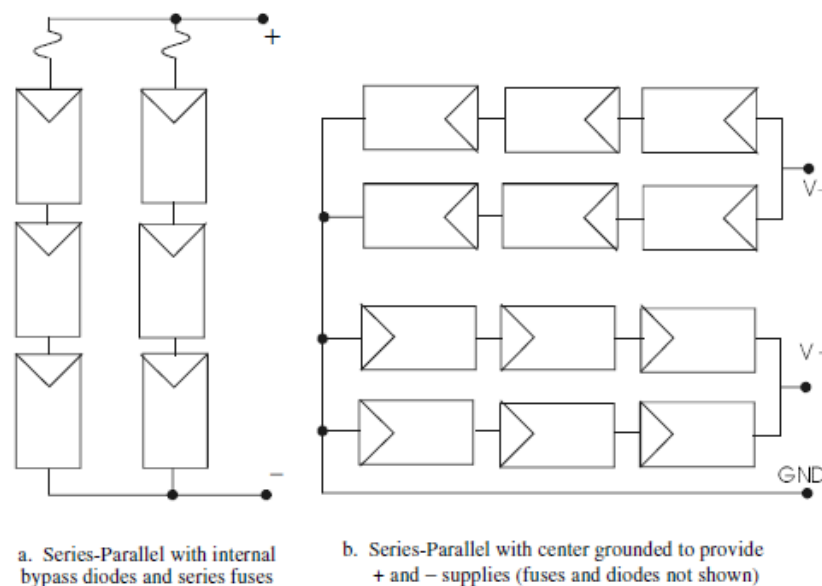 +
V-
V-
–
GND
a. Series-Parallel with internal
bypass diodes and series fuses
b. Series-Parallel with center grounded to provide
+ and – supplies (fuses and diodes not shown)